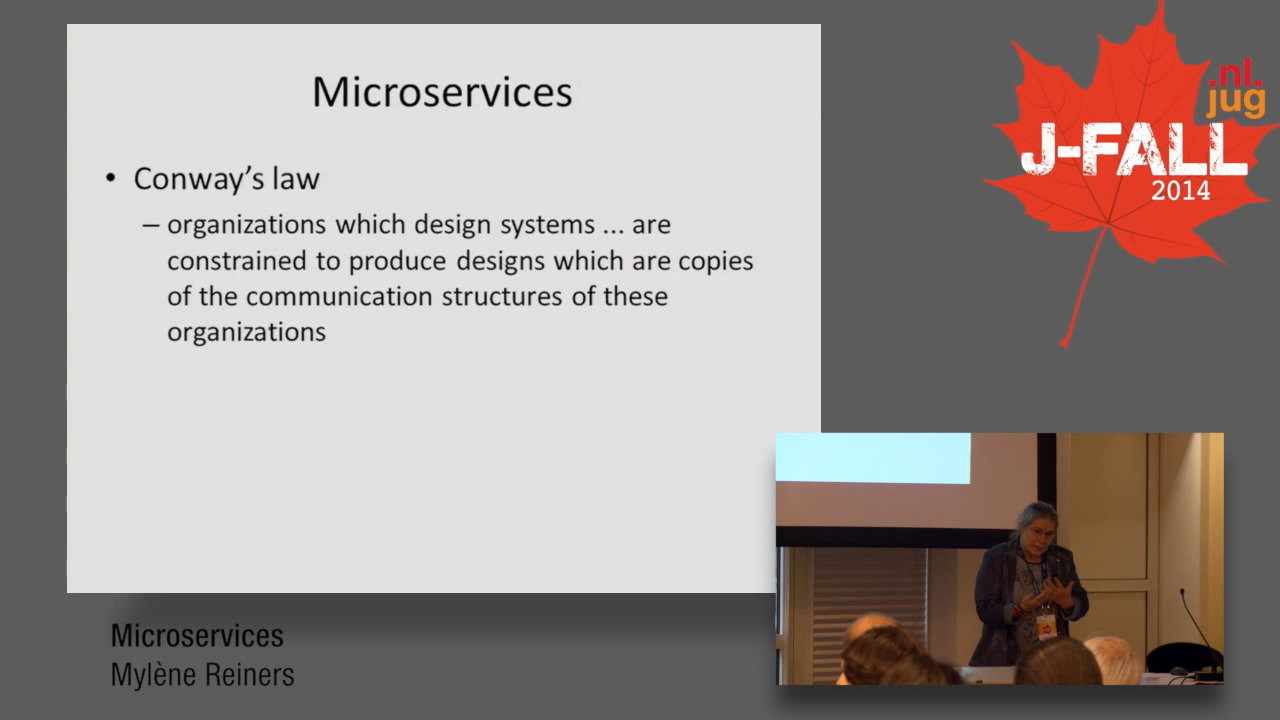 Microservices
• Conway's law
– organizations which design systems ... are
constrained to produce designs which are copies
of the communication structures of these
organizations
.nl.
jug
J-FALL
2014
Microservices
Mylène Reiners